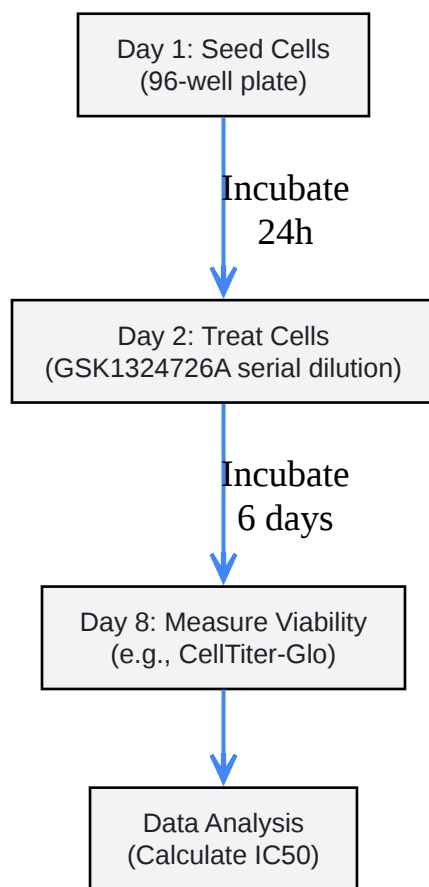 Day 1: Seed Cells
(96-well plate)
Incubate
24h
Day 2: Treat Cells
(GSK1324726A serial dilution)
Incubate
6 days
Day 8: Measure Viability
(e.g., CellTiter-Glo)
Data Analysis
(Calculate IC50)